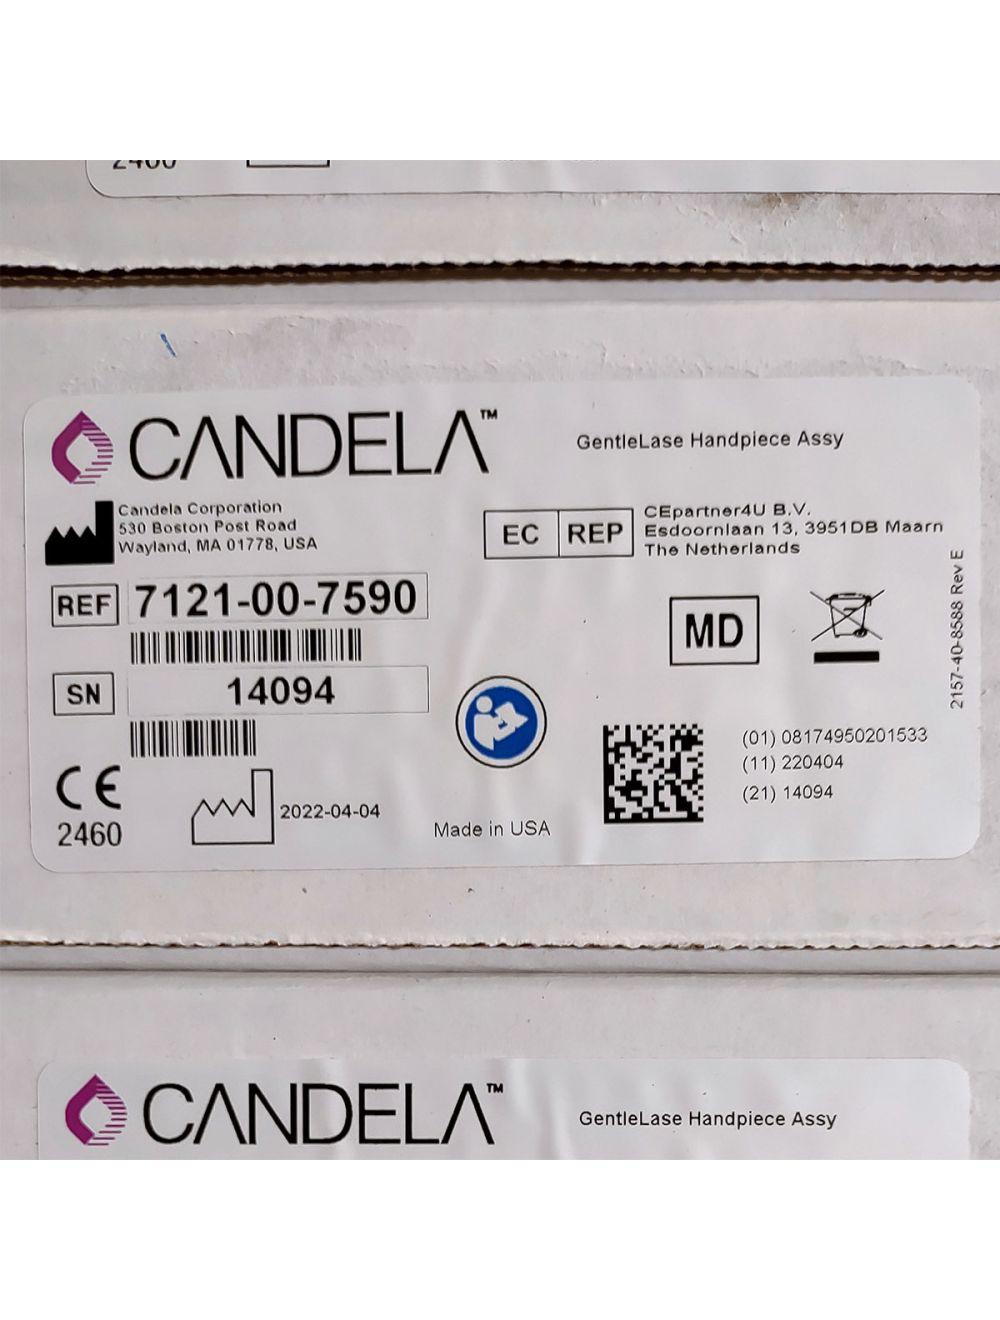 2460
CANDELA™
GentleLase Handpiece Assy
Candela Corporation
530 Boston Post Road
Wayland, MA 01778, USA
EC REP
CEpartner4U B.V.
Esdoornlaan 13, 3951DB Maarn
The Netherlands
REF 7121-00-7590
MD
2157-40-8588 Rev E
SN 14094
(01) 08174950201533
(11) 220404
(21) 14094
CE
2460
2022-04-04
Made in USA
CANDELA™
GentleLase Handpiece Assy